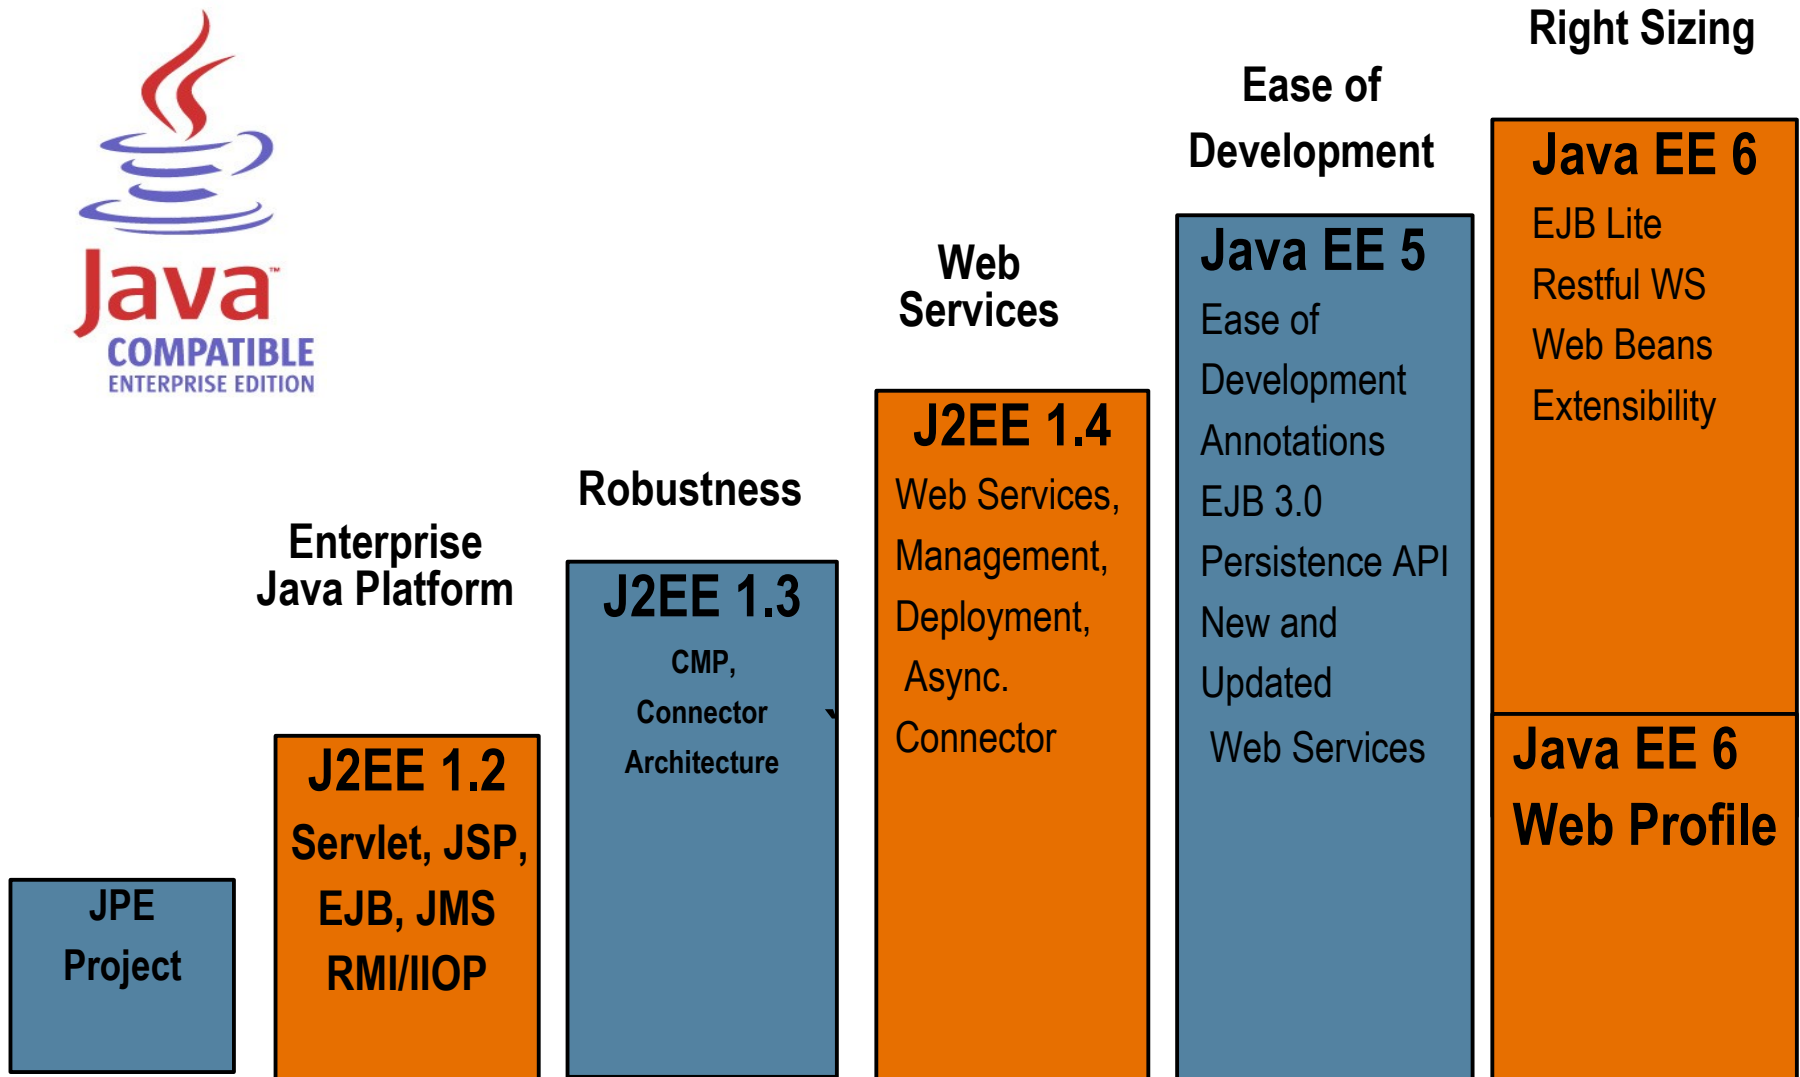 Java™
COMPATIBLE
ENTERPRISE EDITION
JPE
Project
Enterprise
Java Platform
J2EE 1.2
Servlet, JSP,
EJB, JMS
RMI/IIOP
Robustness
J2EE 1.3
CMP,
Connector
Architecture
`
Web
Services
J2EE 1.4
Web Services,
Management,
Deployment,
Async.
Connector
Ease of
Development
Java EE 5
Ease of
Development
Annotations
EJB 3.0
Persistence API
New and
Updated
Web Services
Right Sizing
Java EE 6
EJB Lite
Restful WS
Web Beans
Extensibility
Java EE 6
Web Profile